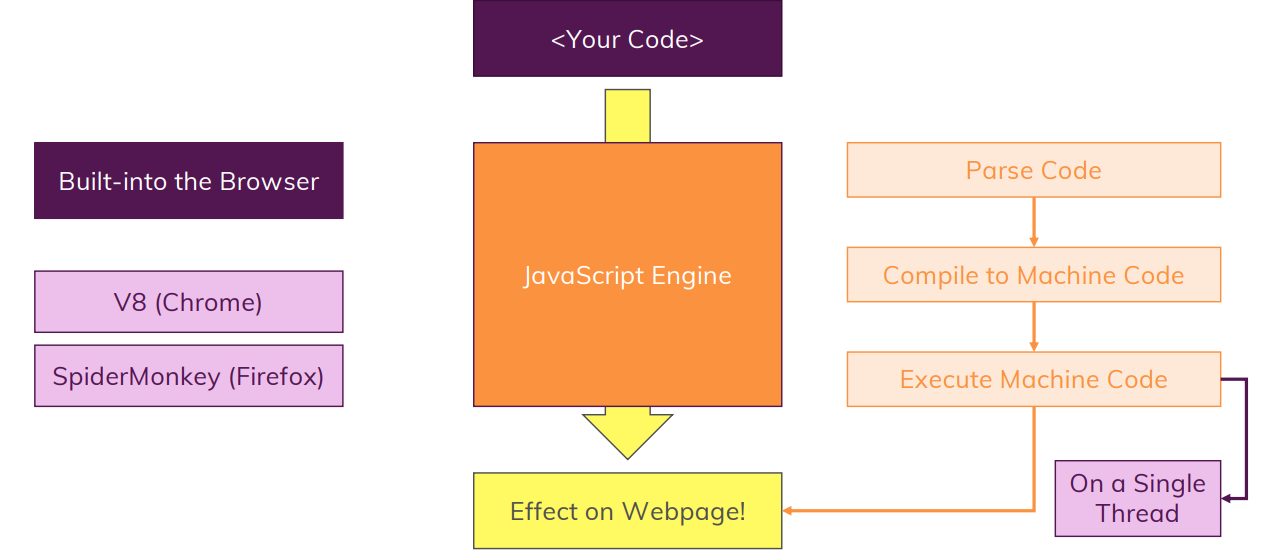 <Your Code>
Built-into the Browser
V8 (Chrome)
SpiderMonkey (Firefox)
JavaScript Engine
Effect on Webpage!
Parse Code
Compile to Machine Code
Execute Machine Code
On a Single
Thread